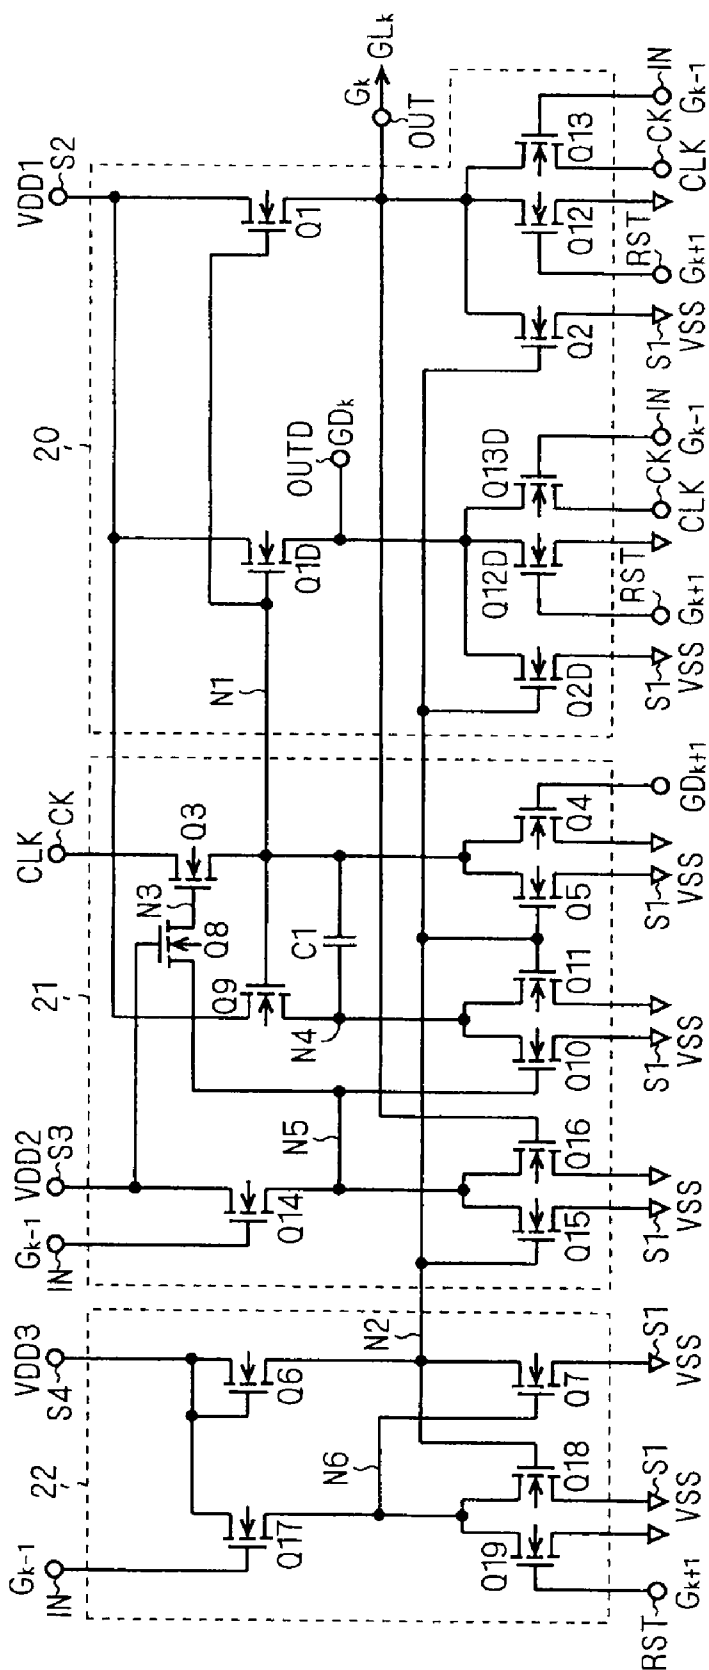 Gk-1
IN
VDD3
S4
Gk-1
IN
VDD2
S3
CLK
CK
VDD1
S2
22
21
20
N3
Q8
Q3
Q17
Q6
Q14
Q9
N1
Q1D
Q1
N6
N5
N4
C1
OUTD
GDk
Gk
GLk
OUT
N2
Q19
Q18
Q7
Q15
Q16
Q10
Q11
Q5
Q4
Q2D
Q12D
Q13D
Q2
Q12
Q13
RST
Gk+1
S1
VSS
S1
VSS
S1
VSS
S1
VSS
S1
VSS
GDk+1
S1
VSS
RST
Gk+1
CK
CLK
IN
Gk-1
S1
VSS
RST
Gk+1
CK
CLK
IN
Gk-1